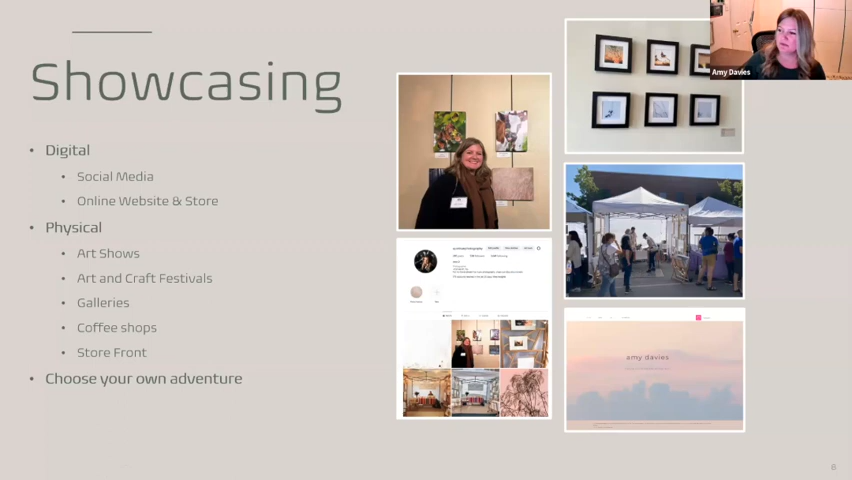 Showcasing
• Digital
• Social Media
• Online Website & Store
• Physical
• Art Shows
• Art and Craft Festivals
• Galleries
• Coffee shops
• Store Front
• Choose your own adventure
Amy Davies
amy davies
8